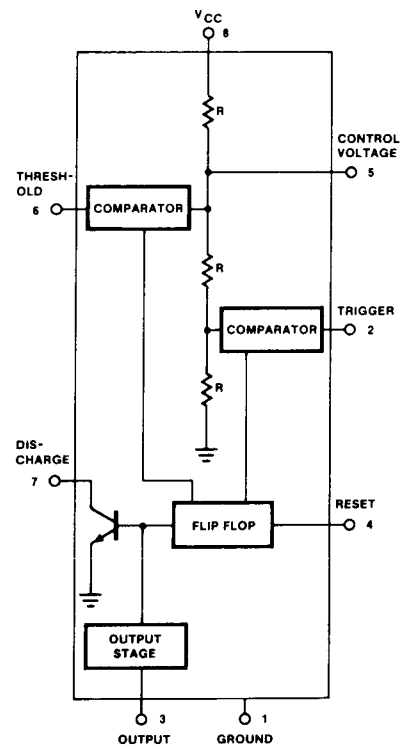 VCC
8
R
CONTROL
VOLTAGE
5
THRESH-
OLD
6
COMPARATOR
R
TRIGGER
COMPARATOR
2
R
DIS-
CHARGE
7
RESET
FLIP FLOP
4
OUTPUT
STAGE
3
1
OUTPUT
GROUND